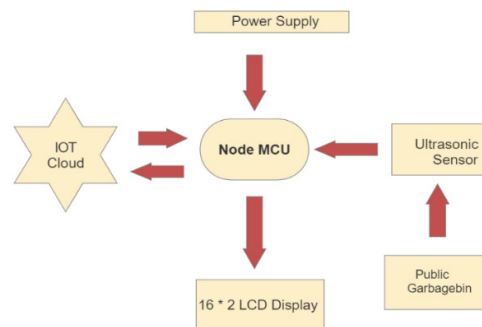 Power Supply
IOT
Cloud
Node MCU
Ultrasonic
Sensor
Public
Garbagebin
16 * 2 LCD Display